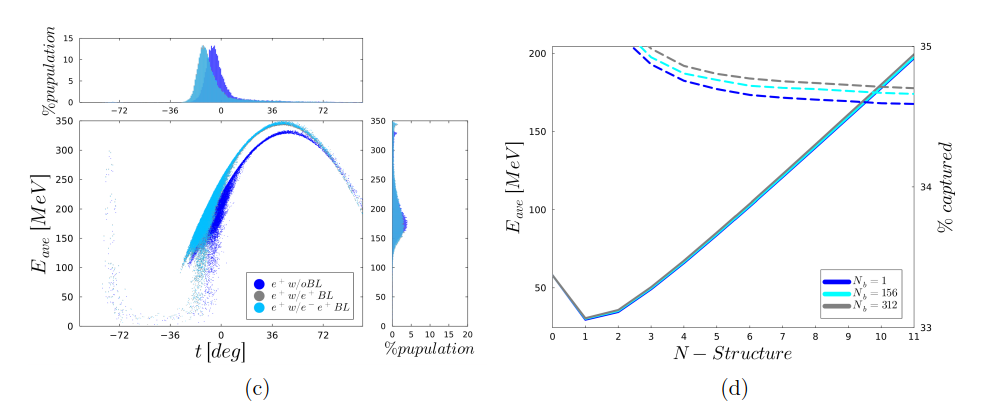 %pupulation
15
10
5
0
−72 −36 0 36 72
E_ave [MeV]
350
300
250
200
150
100
50
0
e⁺ w/oBL
e⁺ w/e⁺ BL
e⁺ w/e⁻ e⁺ BL
−72 −36 0 36 72
t [deg]
350
300
250
200
150
100
50
0
0 5 10 15 20
%pupulation
(c)
E_ave [MeV]
200
150
100
50
35
34
33
% captured
N_b = 1
N_b = 156
N_b = 312
0 1 2 3 4 5 6 7 8 9 10 11
N − Structure
(d)